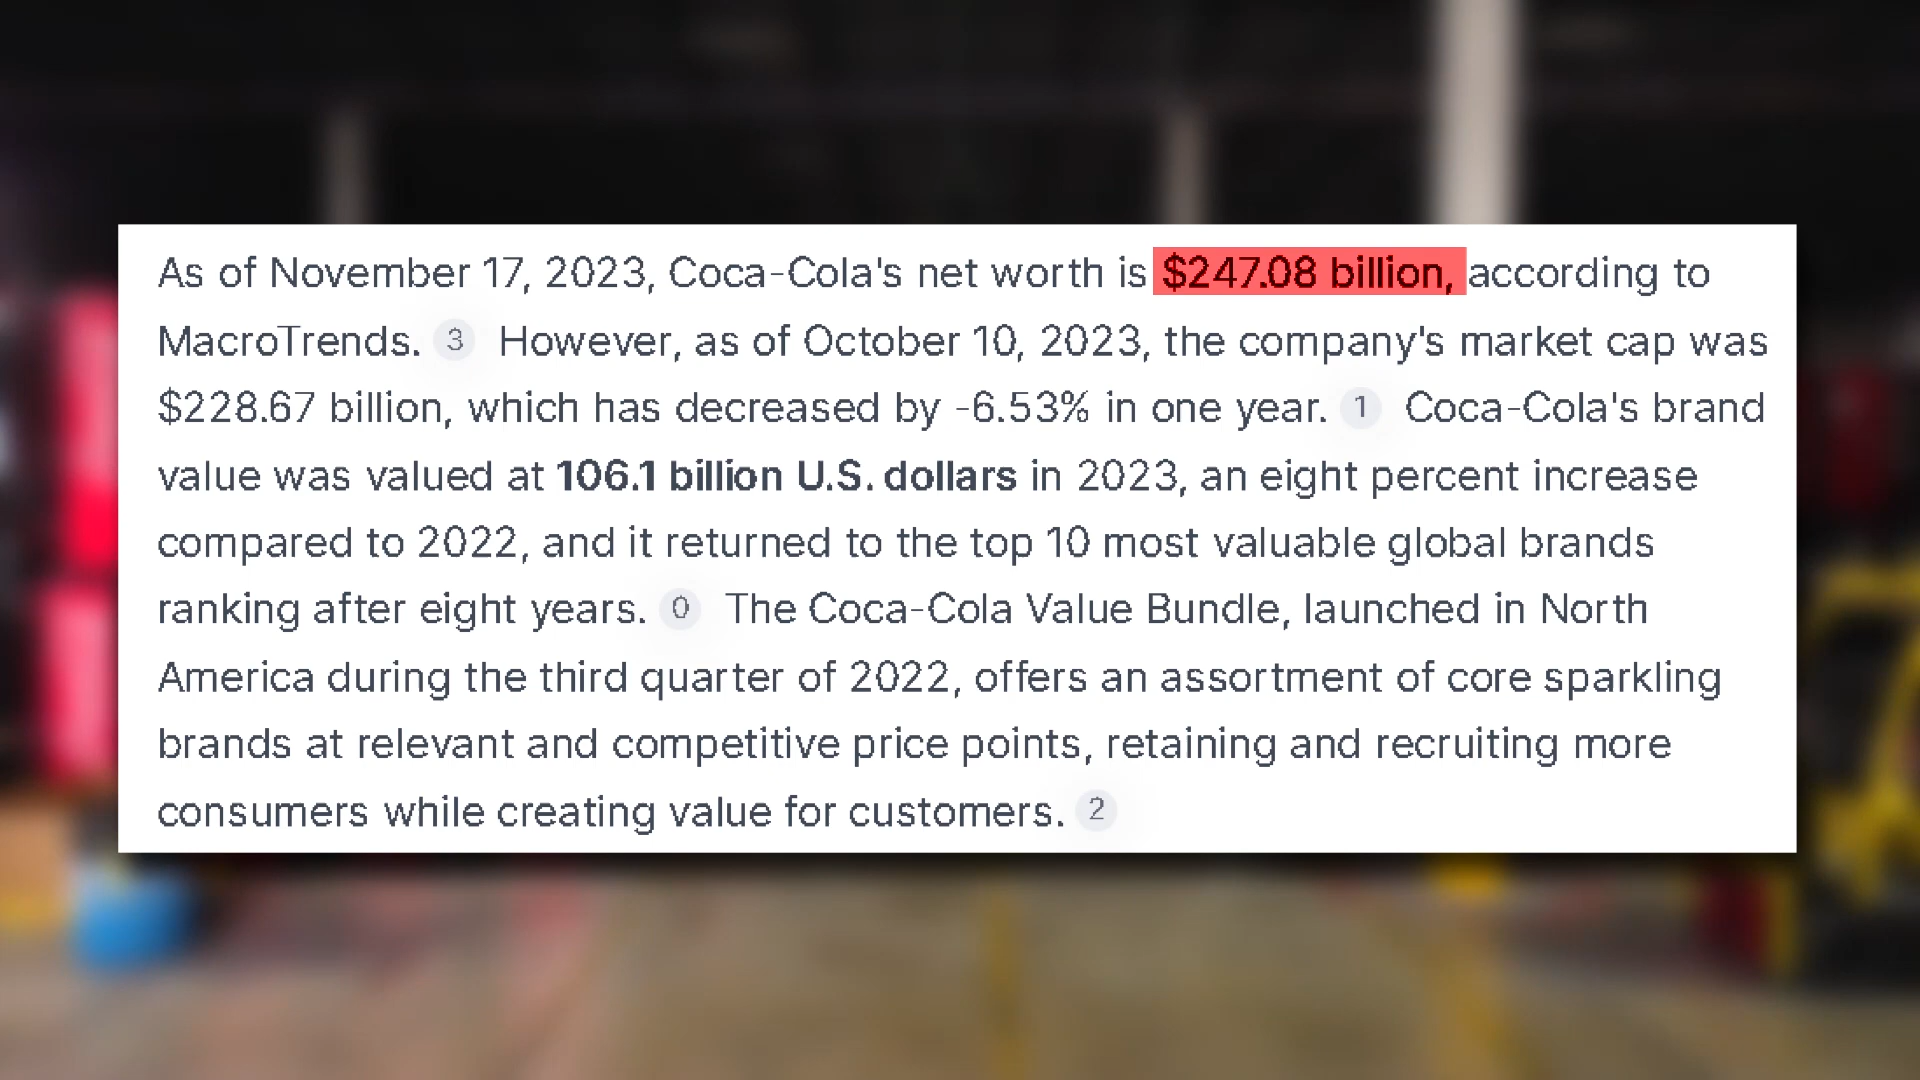 As of November 17, 2023, Coca-Cola's net worth is $247.08 billion, according to
MacroTrends. 3 However, as of October 10, 2023, the company's market cap was
$228.67 billion, which has decreased by -6.53% in one year. 1 Coca-Cola's brand
value was valued at 106.1 billion U.S. dollars in 2023, an eight percent increase
compared to 2022, and it returned to the top 10 most valuable global brands
ranking after eight years. 0 The Coca-Cola Value Bundle, launched in North
America during the third quarter of 2022, offers an assortment of core sparkling
brands at relevant and competitive price points, retaining and recruiting more
consumers while creating value for customers. 2